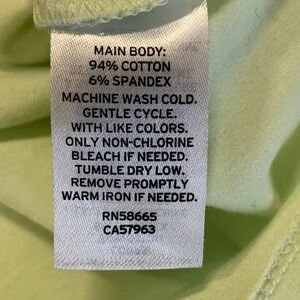 MAIN BODY:
94% COTTON
6% SPANDEX
MACHINE WASH COLD.
GENTLE CYCLE.
WITH LIKE COLORS.
ONLY NON-CHLORINE
BLEACH IF NEEDED.
TUMBLE DRY LOW.
REMOVE PROMPTLY
WARM IRON IF NEEDED.
RN58665
CA57963